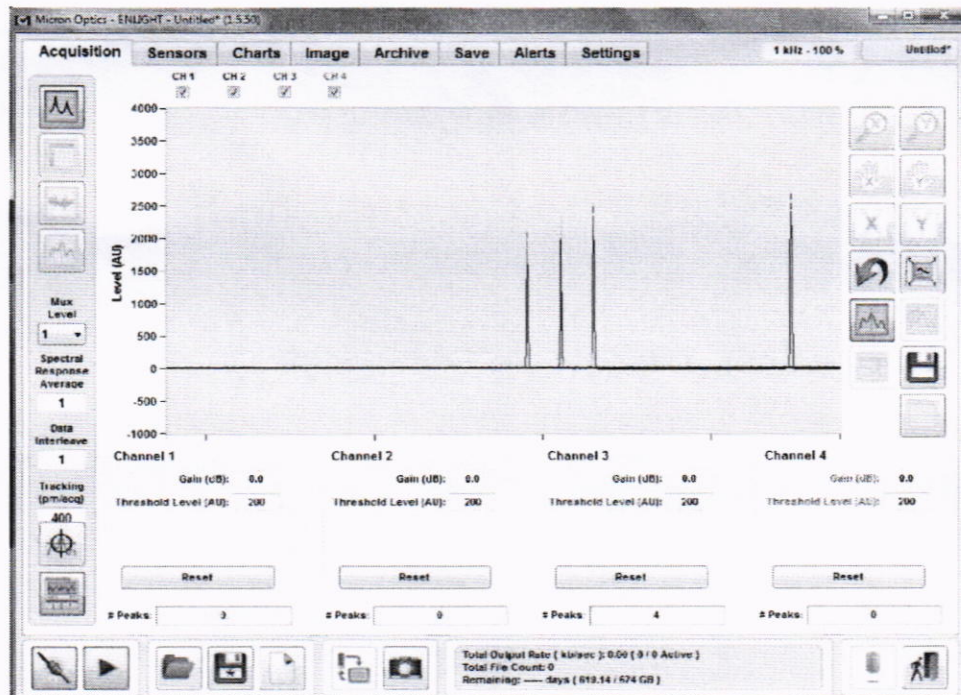 Micron Optics - ENLIGHT - Untitled* (1.5.50)
Acquisition Sensors Charts Image Archive Save Alerts Settings 1 kHz - 100 % Untitled*
CH 1 CH 2 CH 3 CH 4
4000
3500
3000
2500
2000
1500
1000
500
0
-500
-1000
Level (AU)
Mux
Level
1
Spectral
Response
Average
1
Data
Interleave
1
Tracking
(pm/acq)
400
X Y
X Y
X Y
Channel 1 Channel 2 Channel 3 Channel 4
Gain (dB): 0.0 Gain (dB): 0.0 Gain (dB): 0.0 Gain (dB): 0.0
Threshold Level (AU): 200 Threshold Level (AU): 200 Threshold Level (AU): 200 Threshold Level (AU): 200
Reset Reset Reset Reset
# Peaks: # Peaks: 0 # Peaks: 4 # Peaks: 0
Total Output Rate ( kb/sec ): 0.00 ( 0 / 0 Active )
Total File Count: 0
Remaining: ---- days ( 619.14 / 674 GB )